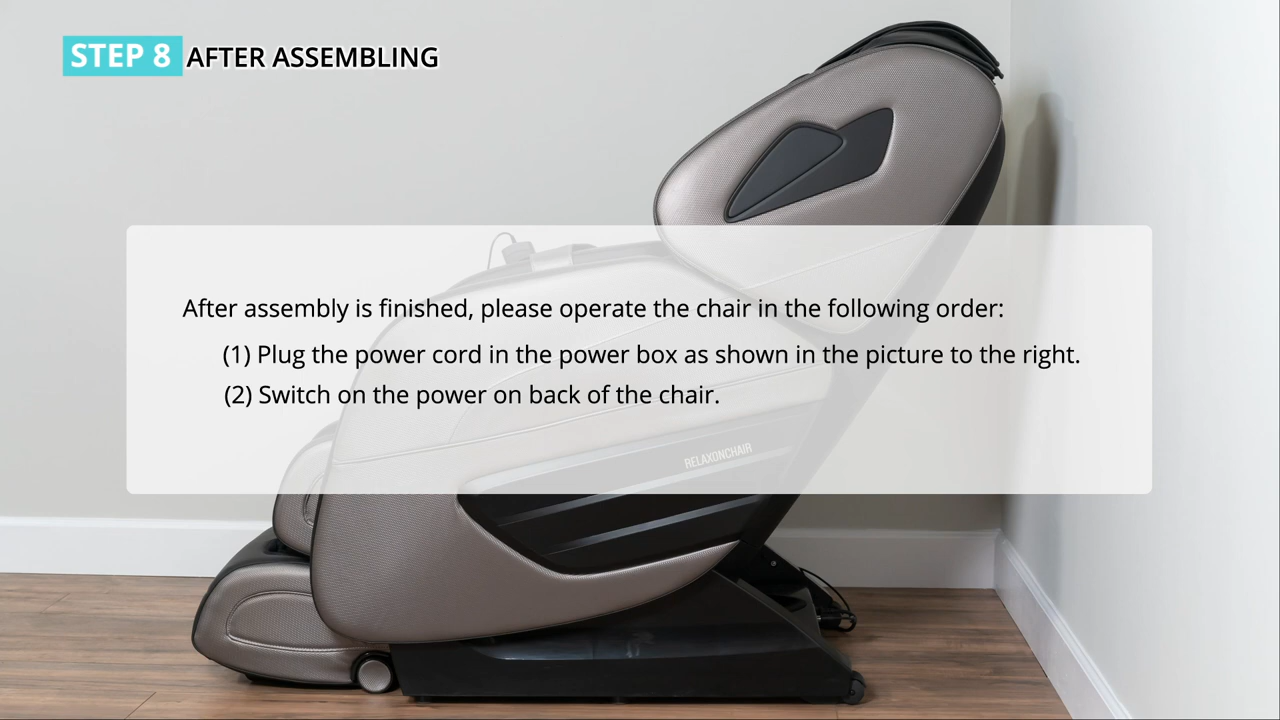 STEP 8 AFTER ASSEMBLING
After assembly is finished, please operate the chair in the following order:
(1) Plug the power cord in the power box as shown in the picture to the right.
(2) Switch on the power on back of the chair.
RELAXONCHAIR